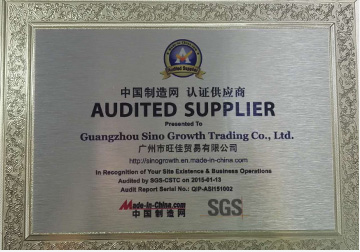 Audited Supplier
中国制造网 认证供应商
AUDITED SUPPLIER
Presented To
Guangzhou Sino Growth Trading Co., Ltd.
广州市旺佳贸易有限公司
http://sinogrowth.en.made-in-china.com
In Recognition of Your Site Existence & Business Operations
Audited by SGS-CSTC on 2015-01-13
Audit Report Serial No.: QIP-ASI151002
Made-in-China.com
中国制造网
SGS